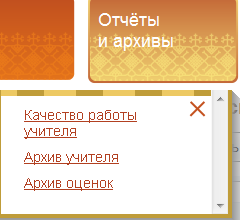 Отчёты
и архивы
Качество работы
учителя
Архив учителя
Архив оценок